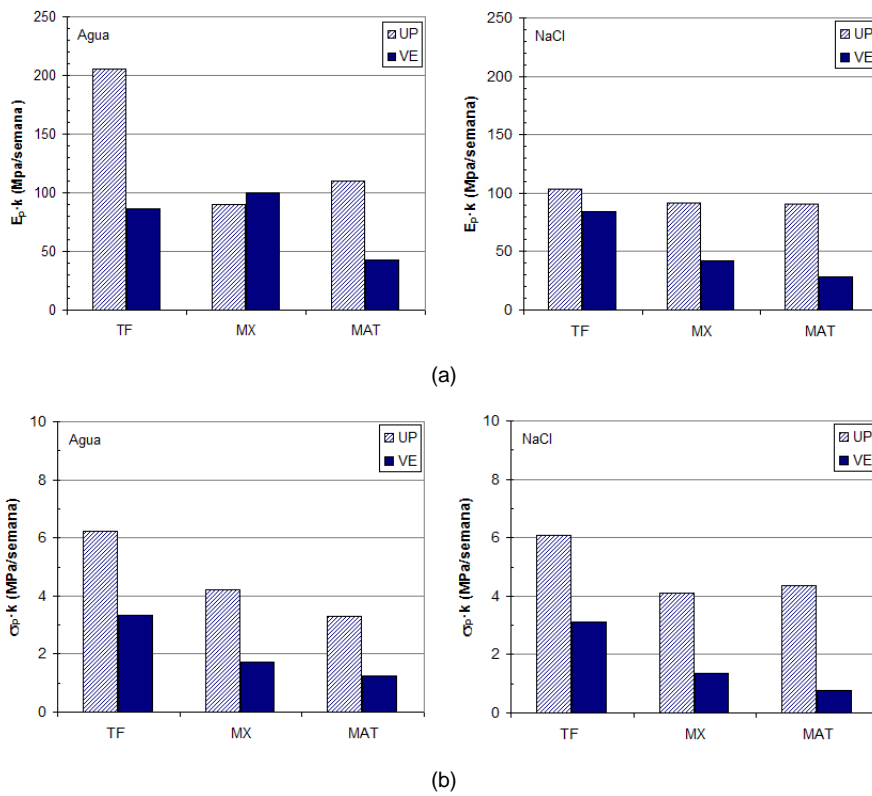 Agua
UP
VE
250
200
150
100
50
0
Eₚ·k (Mpa/semana)
TF
MX
MAT
NaCl
UP
VE
250
200
150
100
50
0
Eₚ·k (Mpa/semana)
TF
MX
MAT
(a)
Agua
UP
VE
10
8
6
4
2
0
σₚ·k (MPa/semana)
TF
MX
MAT
NaCl
UP
VE
10
8
6
4
2
0
σₚ·k (MPa/semana)
TF
MX
MAT
(b)